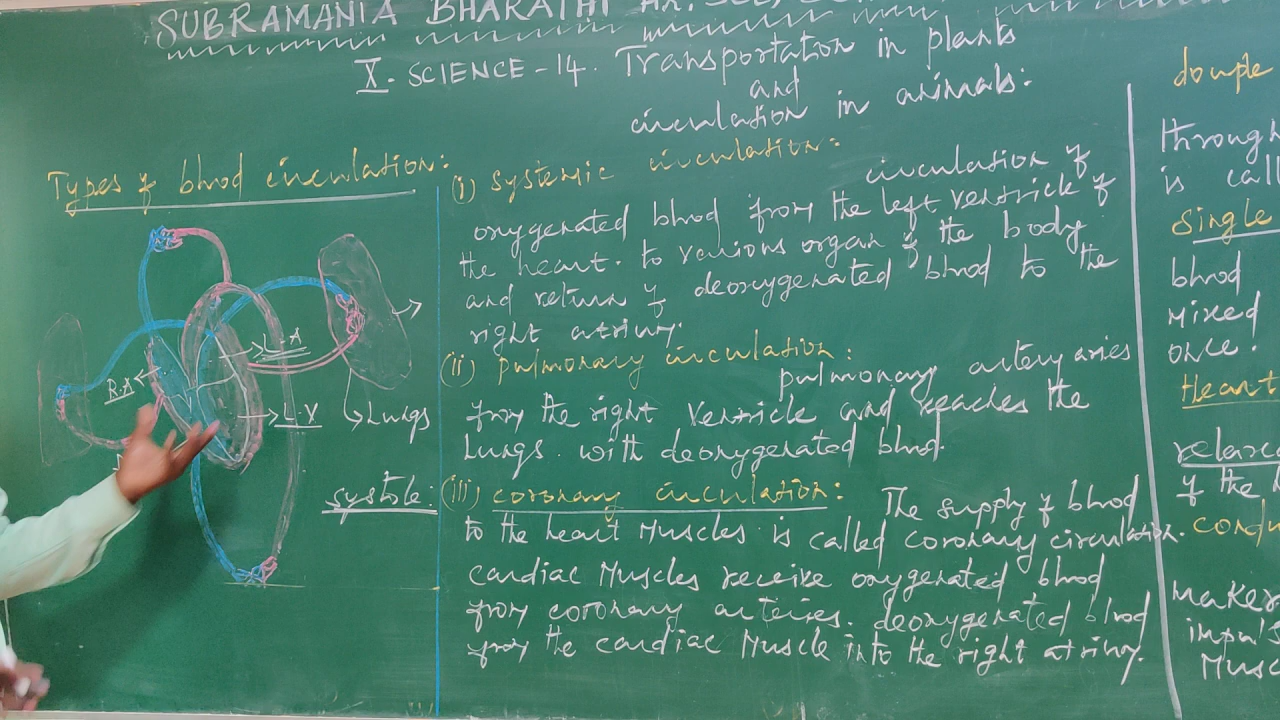 SUBRAMANIA BHARATHI HR. SEC,
X. SCIENCE - 14. Transportation in plants
and
circulation in animals:
Types of blood circulation:
R.A
L.A
L.V
Lungs
systole:
(i) Systemic circulation:
circulation of
oxygenated blood from the left ventricle of
the heart. to various organ of the body
and return of deoxygenated blood to the
right atrium.
(ii) pulmonary circulation:
pulmonary artery aries
from the right ventricle and reaches the
Lungs. with deoxygenated blood.
(iii) coronary circulation:
The supply of blood
to the heart Muscles is called coronary circulation.
cardiac Muscles receive oxygenated blood
from coronary arteries. deoxygenated blood
from the cardiac Muscle into the right atrium.
douple
through
is call
Single
blood
Mixed
once.
Heart
relaxa
of the
condu
Maker
impul
Musc